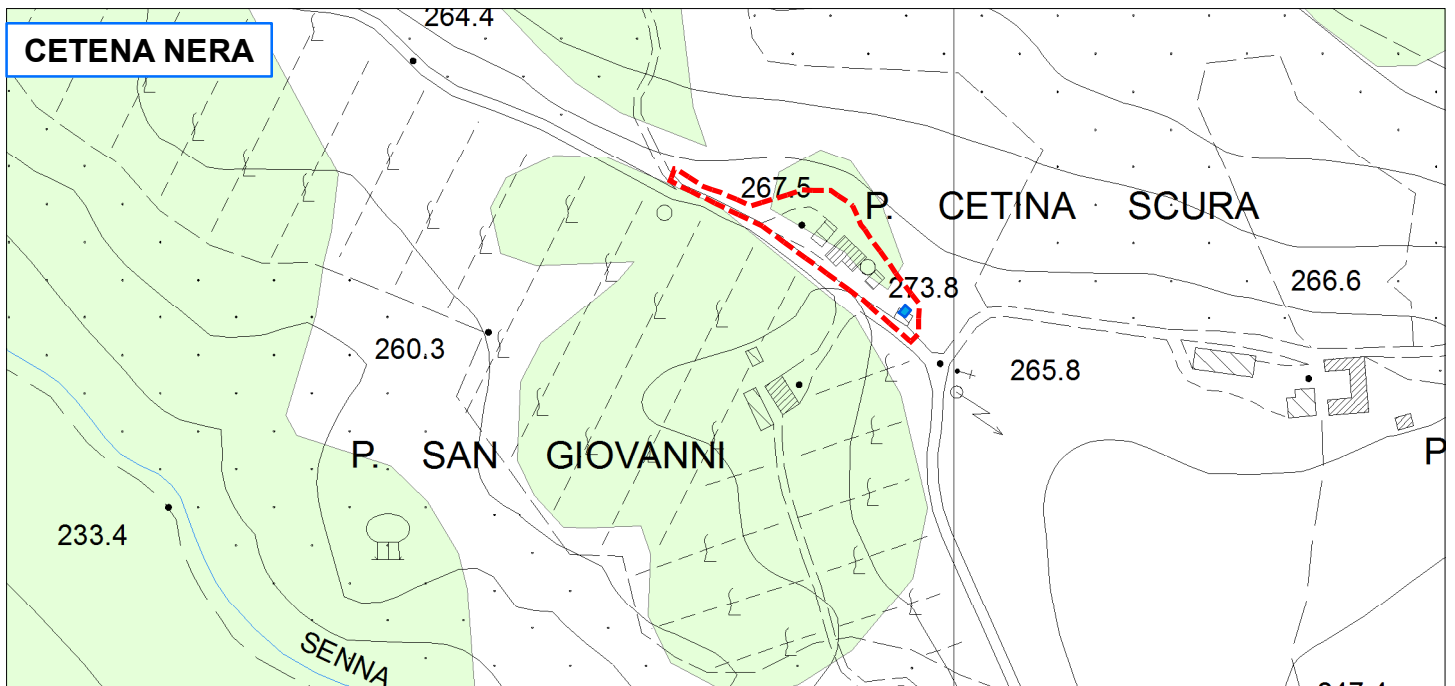 264.4
CETENA NERA
267.5
P. CETINA SCURA
273.8
266.6
260.3
265.8
P. SAN GIOVANNI
P
233.4
SENNA